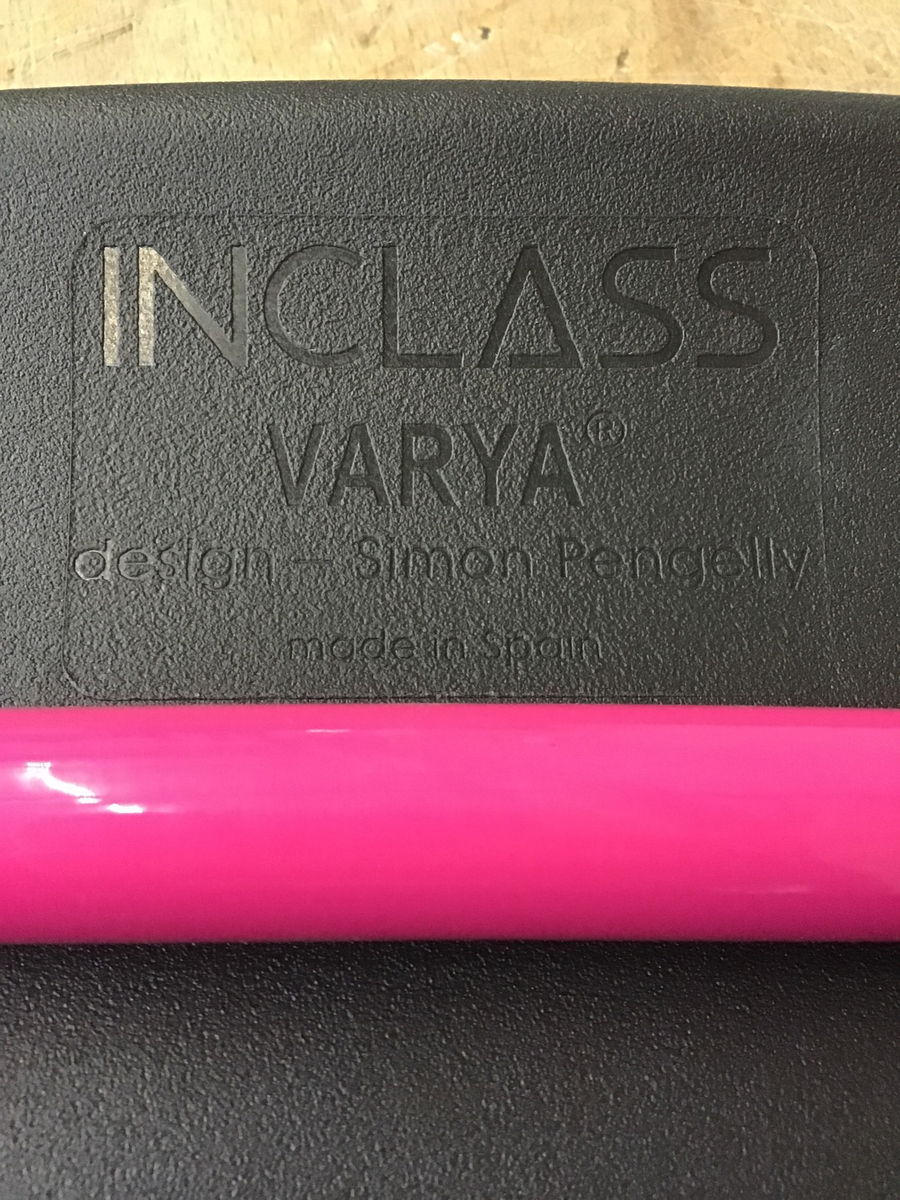 INCLASS
VARYA®
design – Simon Pengelly
made in Spain